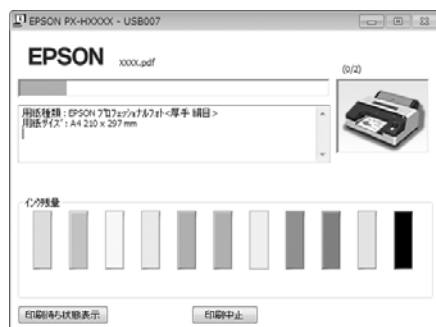 EPSON PX-HXXXX - USB007
EPSON xxxx.pdf
(0/2)
用紙種類 : EPSON プロフェッショナルフォト<厚手 絹目>
用紙サイズ : A4 210 x 297 mm
インク残量
印刷待ち状態表示
印刷中止